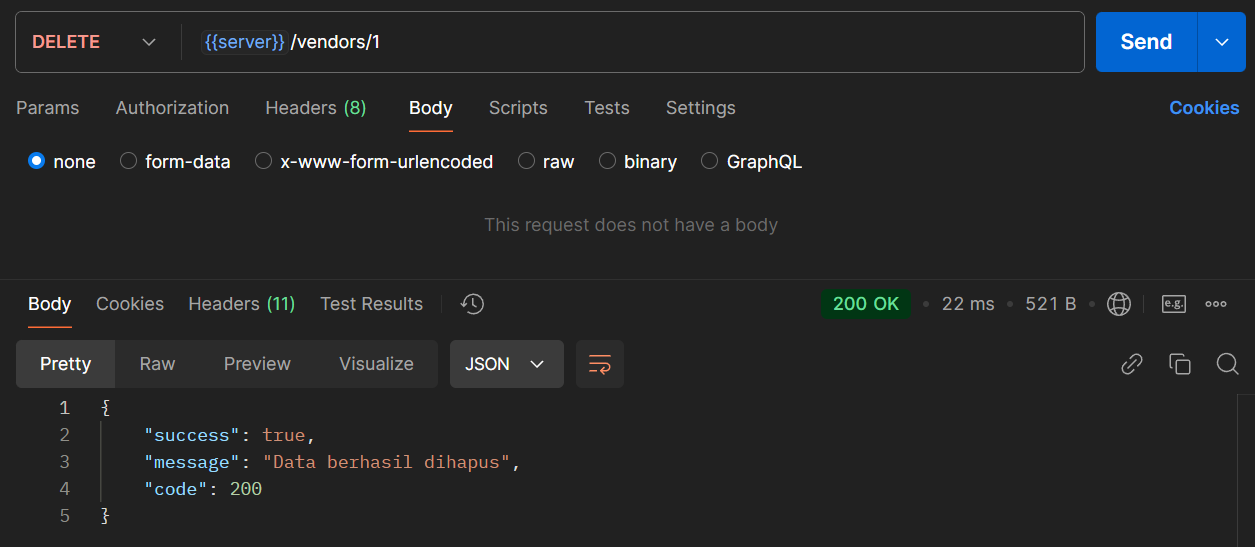 DELETE {{server}}/vendors/1 Send
Params Authorization Headers (8) Body Scripts Tests Settings Cookies
none form-data x-www-form-urlencoded raw binary GraphQL
This request does not have a body
Body Cookies Headers (11) Test Results 200 OK 22 ms 521 B e.g.
Pretty Raw Preview Visualize JSON
1 {
2 "success": true,
3 "message": "Data berhasil dihapus",
4 "code": 200
5 }